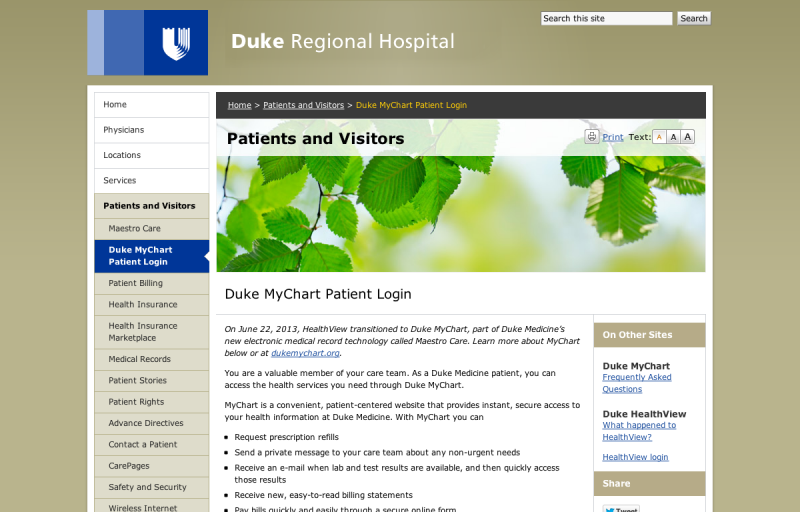 Search this site
Search
Duke Regional Hospital
Home
Physicians
Locations
Services
Patients and Visitors
Maestro Care
Duke MyChart
Patient Login
Patient Billing
Health Insurance
Health Insurance
Marketplace
Medical Records
Patient Stories
Patient Rights
Advance Directives
Contact a Patient
CarePages
Safety and Security
Wireless Internet
Home > Patients and Visitors > Duke MyChart Patient Login
Patients and Visitors
Print Text: A A A
Duke MyChart Patient Login
On June 22, 2013, HealthView transitioned to Duke MyChart, part of Duke Medicine's
new electronic medical record technology called Maestro Care. Learn more about MyChart
below or at dukemychart.org.
You are a valuable member of your care team. As a Duke Medicine patient, you can
access the health services you need through Duke MyChart.
MyChart is a convenient, patient-centered website that provides instant, secure access to
your health information at Duke Medicine. With MyChart you can
Request prescription refills
Send a private message to your care team about any non-urgent needs
Receive an e-mail when lab and test results are available, and then quickly access
those results
Receive new, easy-to-read billing statements
Pay bills quickly and easily through a secure online form
On Other Sites
Duke MyChart
Frequently Asked
Questions
Duke HealthView
What happened to
HealthView?
HealthView login
Share
Tweet